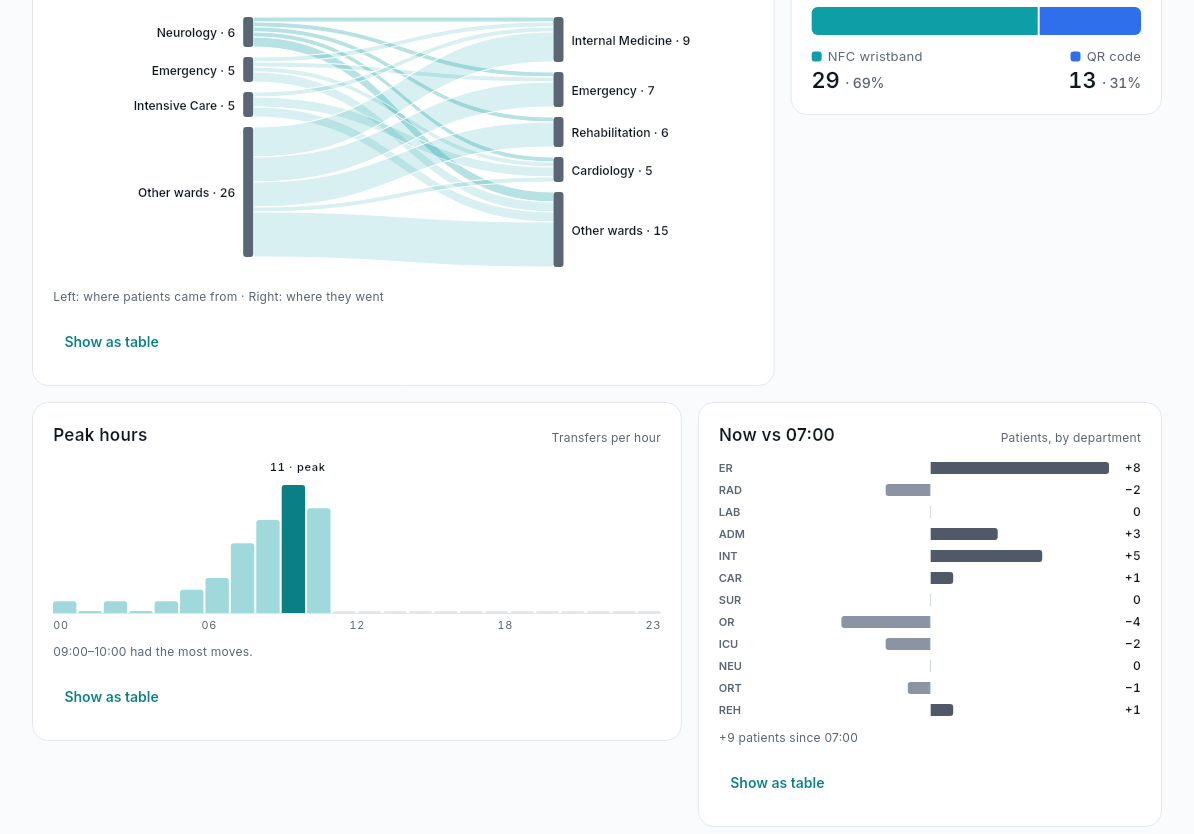 Neurology · 6
Emergency · 5
Intensive Care · 5
Other wards · 26
Internal Medicine · 9
Emergency · 7
Rehabilitation · 6
Cardiology · 5
Other wards · 15
Left: where patients came from · Right: where they went
Show as table
NFC wristband
29 · 69%
QR code
13 · 31%
Peak hours
Transfers per hour
11 · peak
00 06 12 18 23
09:00–10:00 had the most moves.
Show as table
Now vs 07:00
Patients, by department
ER +8
RAD −2
LAB 0
ADM +3
INT +5
CAR +1
SUR 0
OR −4
ICU −2
NEU 0
ORT −1
REH +1
+9 patients since 07:00
Show as table